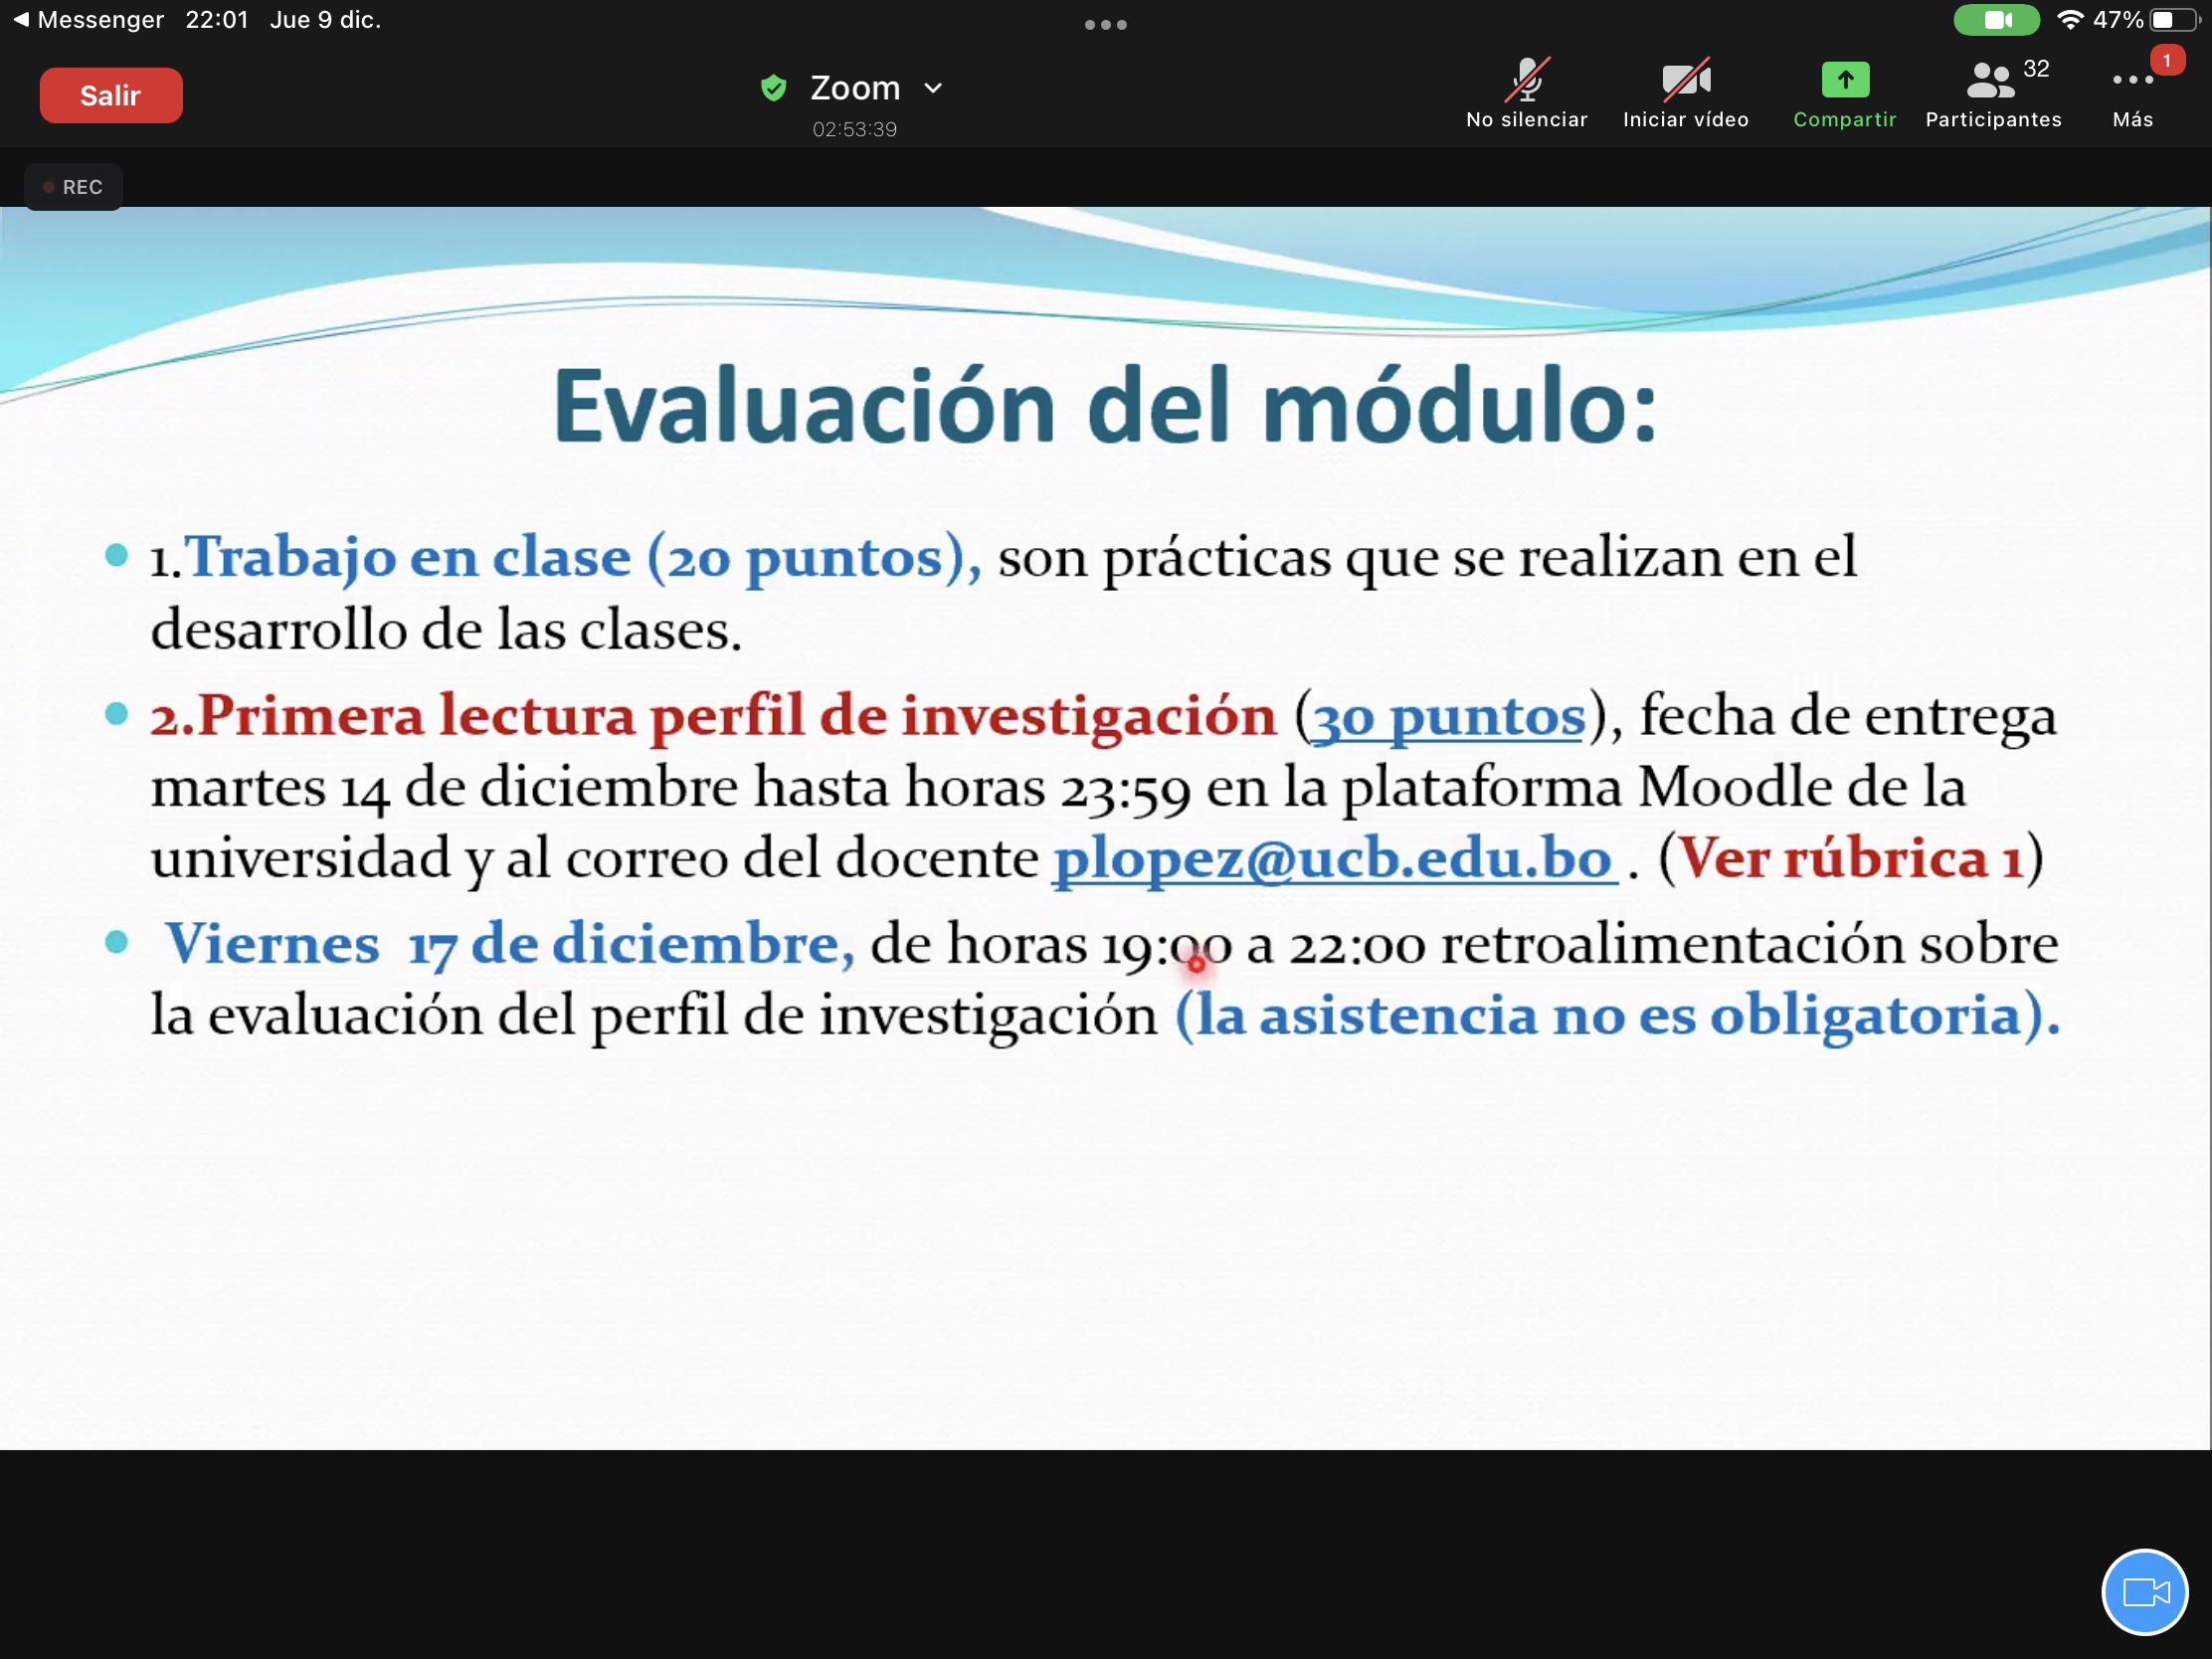 Messenger 22:01 Jue 9 dic.
47%
Salir
Zoom
02:53:39
No silenciar
Iniciar vídeo
Compartir
Participantes 32
Más 1
REC
Evaluación del módulo:
1.Trabajo en clase (20 puntos), son prácticas que se realizan en el
desarrollo de las clases.
2.Primera lectura perfil de investigación (30 puntos), fecha de entrega
martes 14 de diciembre hasta horas 23:59 en la plataforma Moodle de la
universidad y al correo del docente plopez@ucb.edu.bo . (Ver rúbrica 1)
Viernes 17 de diciembre, de horas 19:00 a 22:00 retroalimentación sobre
la evaluación del perfil de investigación (la asistencia no es obligatoria).